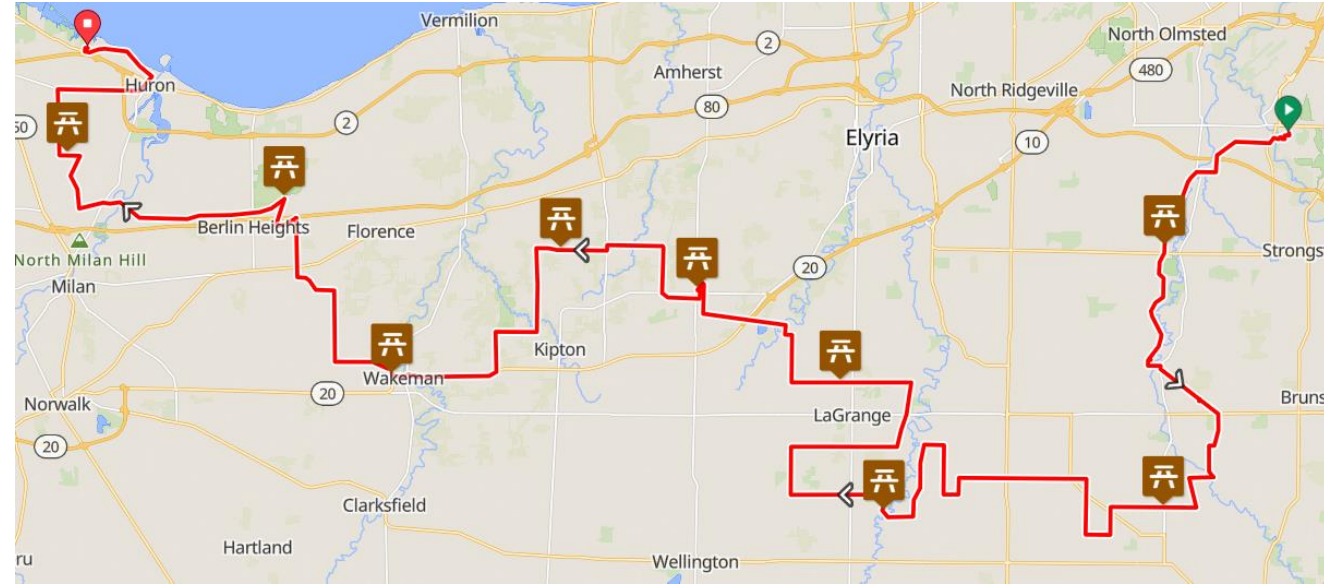 Vermilion
2
North Olmsted
480
Amherst
Huron
North Ridgeville
80
50
2
Elyria
10
Berlin Heights
Florence
Strongs
North Milan Hill
20
Milan
Kipton
Wakeman
20
Norwalk
LaGrange
Bruns
20
Clarksfield
Hartland
ru
Wellington